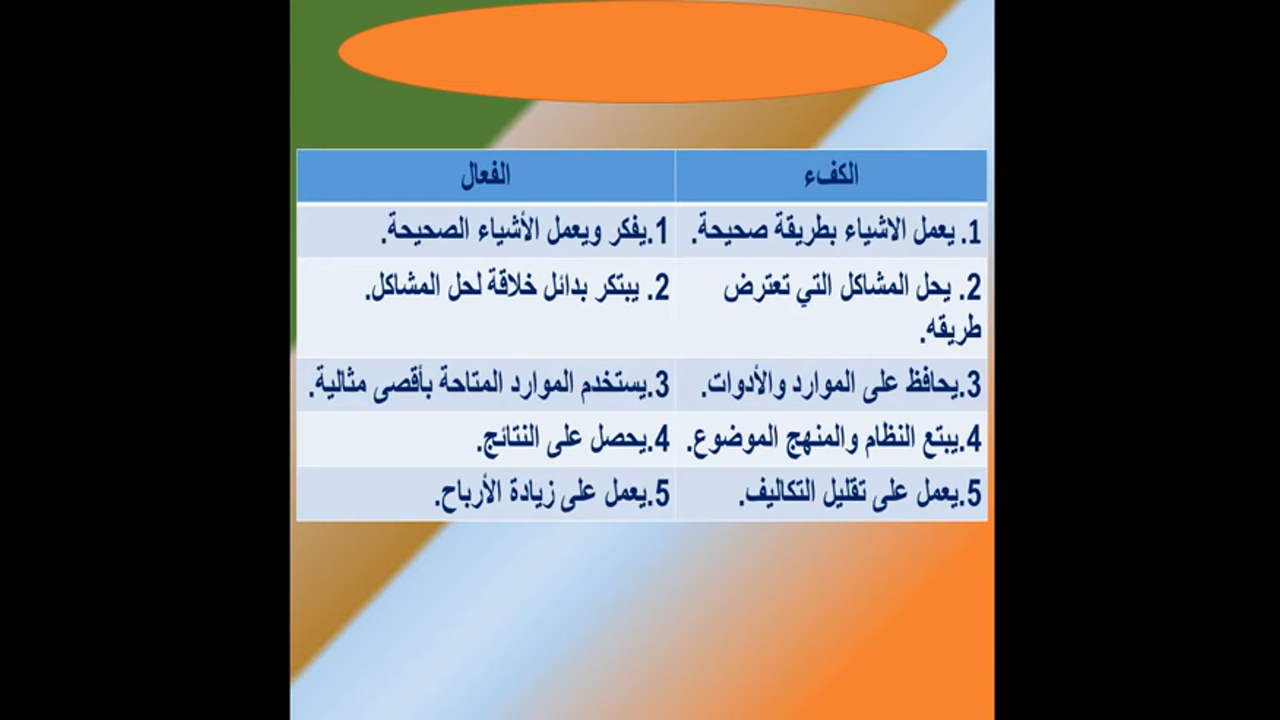 الكفء
الفعال
1. يعمل الاشياء بطريقة صحيحة.
1.يفكر ويعمل الأشياء الصحيحة.
2. يحل المشاكل التي تعترض
طريقه.
2. يبتكر بدائل خلاقة لحل المشاكل.
3.يحافظ على الموارد والأدوات.
3.يستخدم الموارد المتاحة بأقصى مثالية.
4.يبتع النظام والمنهج الموضوع.
4.يحصل على النتائج.
5.يعمل على تقليل التكاليف.
5.يعمل على زيادة الأرباح.